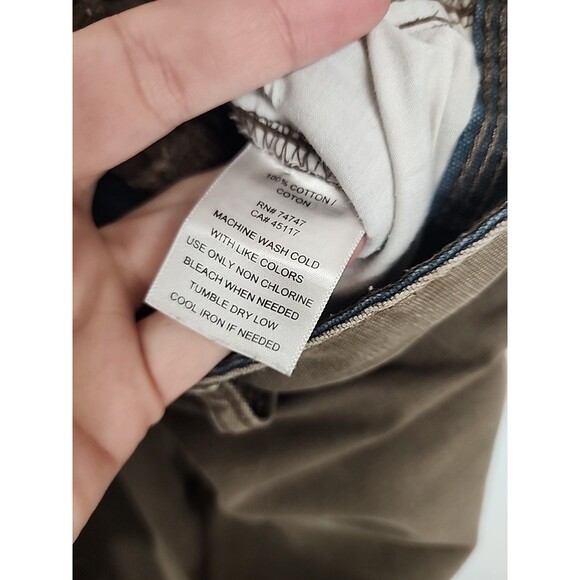 100% COTTON /
COTON
RN# 74747
CA# 45117
MACHINE WASH COLD
WITH LIKE COLORS
USE ONLY NON CHLORINE
BLEACH WHEN NEEDED
TUMBLE DRY LOW
COOL IRON IF NEEDED